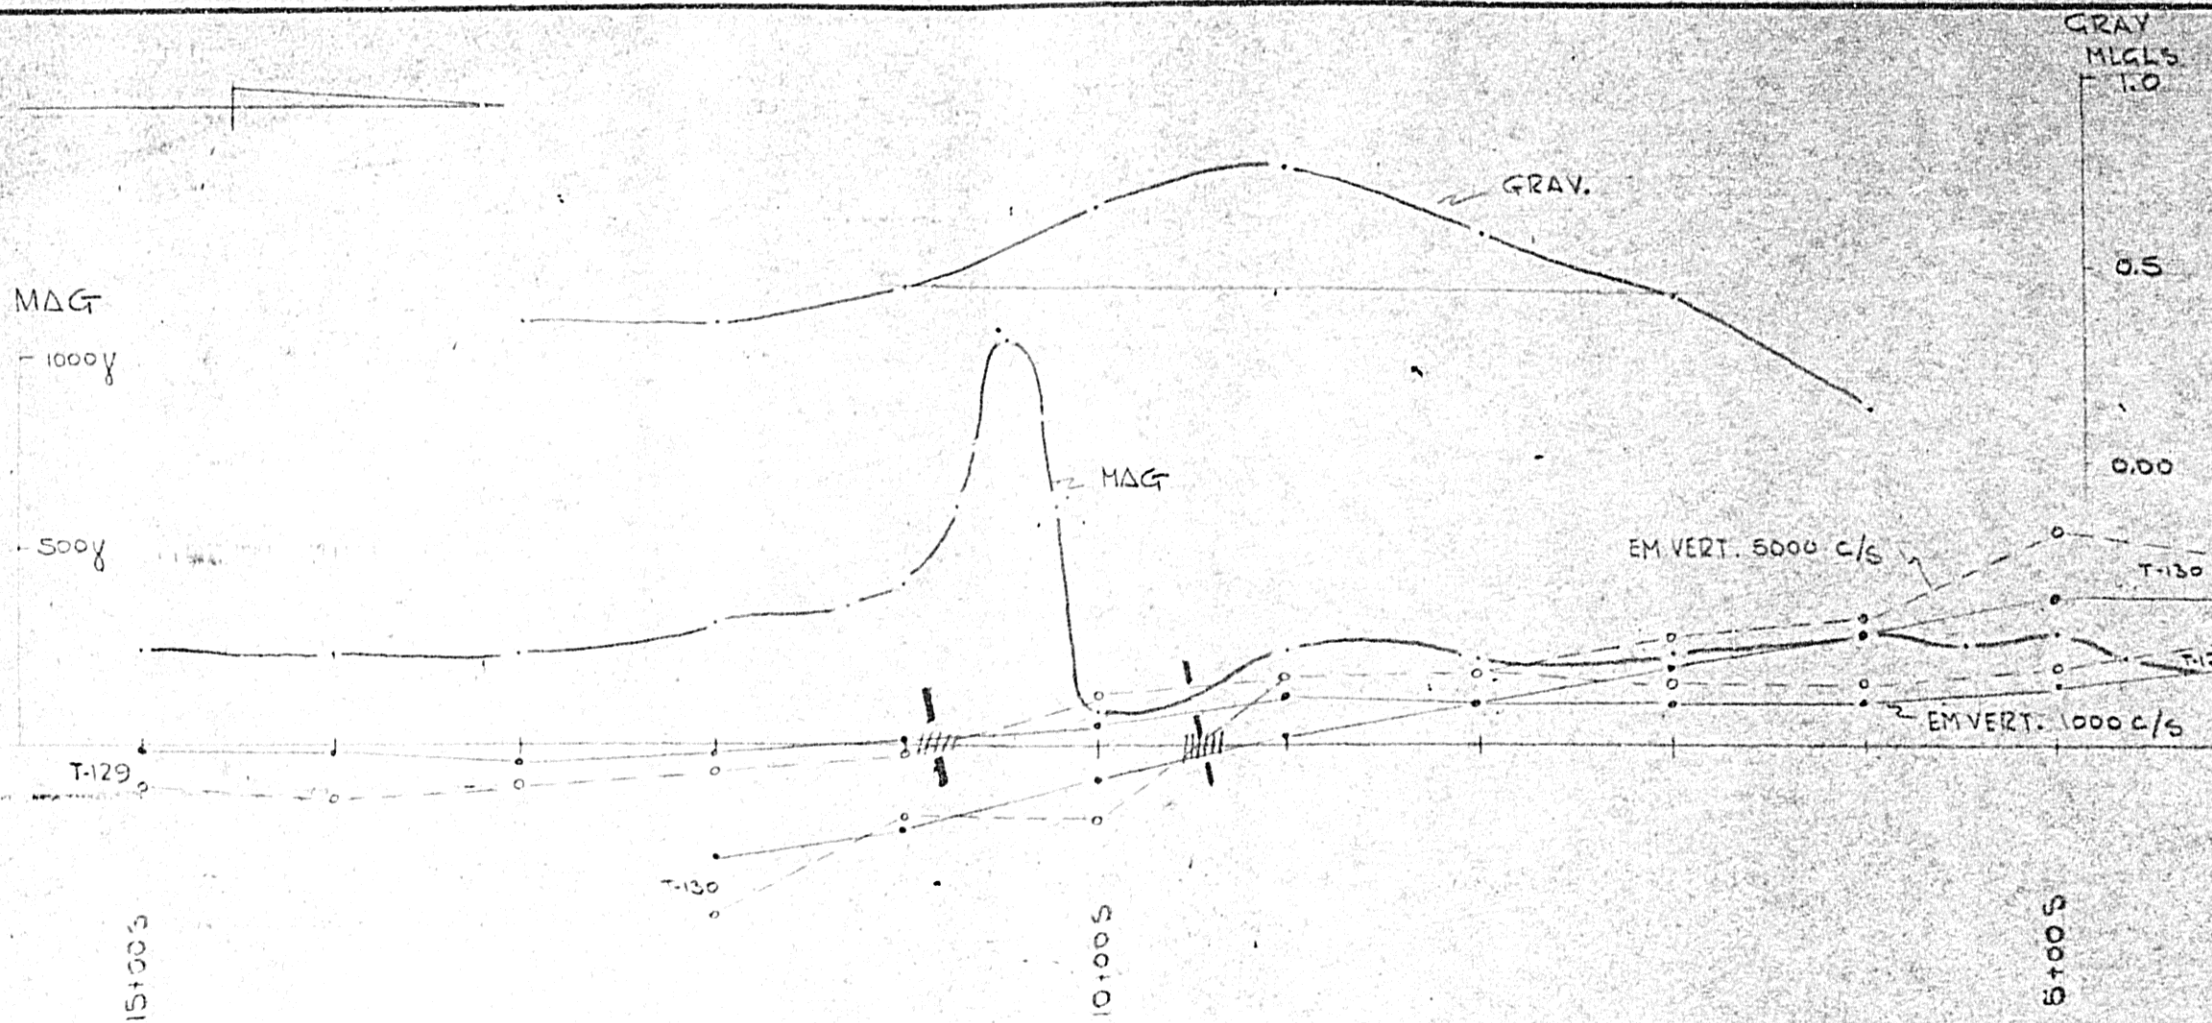 GRAV
MLGLS
1.0
GRAV.
0.5
MAG
1000γ
0.00
MAG
500γ
EM VERT. 5000 C/S
T-130
EM VERT. 1000 C/S
T-129
T-130
15+00S
10+00S
5+00S